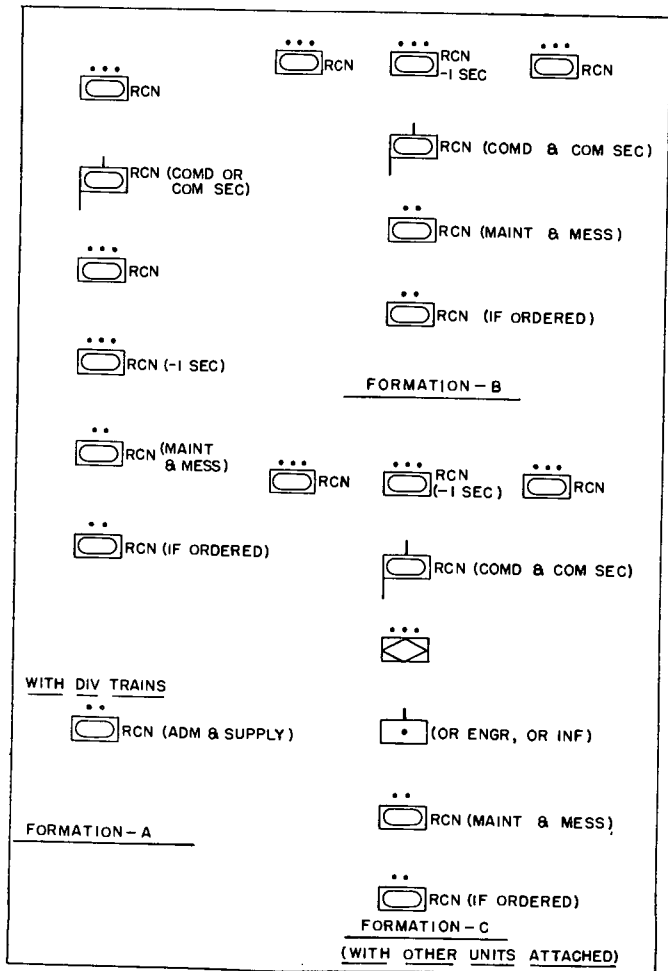 RCN
RCN (COMD OR
COM SEC)
RCN
RCN (-1 SEC)
RCN (MAINT
& MESS)
RCN (IF ORDERED)
WITH DIV TRAINS
RCN (ADM & SUPPLY)
FORMATION-A
RCN
RCN
-1 SEC
RCN
RCN (COMD & COM SEC)
RCN (MAINT & MESS)
RCN (IF ORDERED)
FORMATION-B
RCN
RCN
(-1 SEC)
RCN
RCN (COMD & COM SEC)
(OR ENGR, OR INF)
RCN (MAINT & MESS)
RCN (IF ORDERED)
FORMATION-C
(WITH OTHER UNITS ATTACHED)